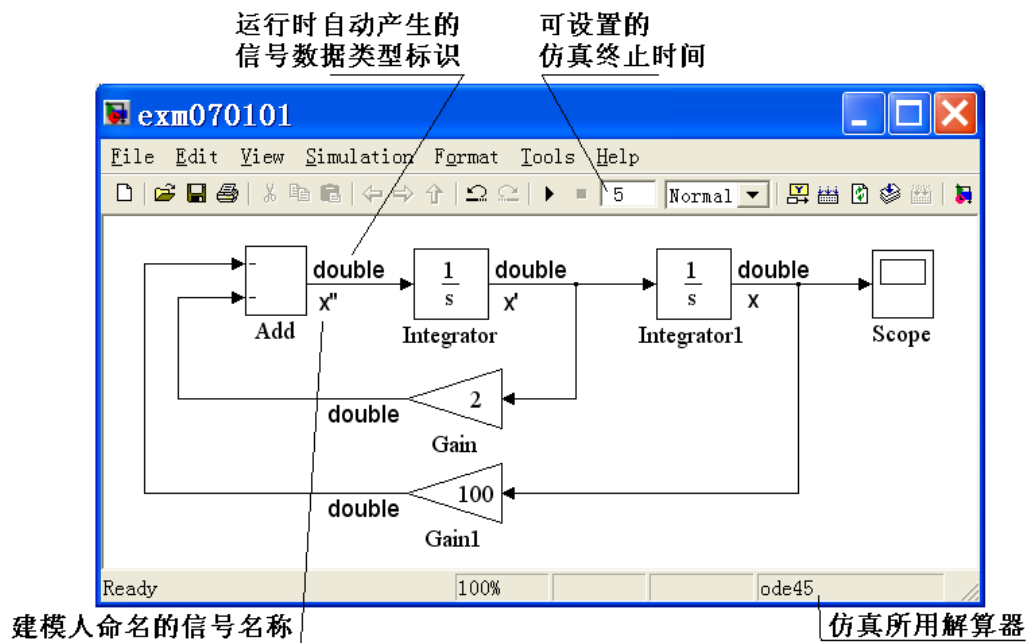 运行时自动产生的
信号数据类型标识
可设置的
仿真终止时间
exm070101
File Edit View Simulation Format Tools Help
5 Normal
double
x"
Add
1
s
Integrator
double
x'
1
s
Integrator1
double
x
Scope
2
double
Gain
100
double
Gain1
Ready 100% ode45
建模人命名的信号名称
仿真所用解算器